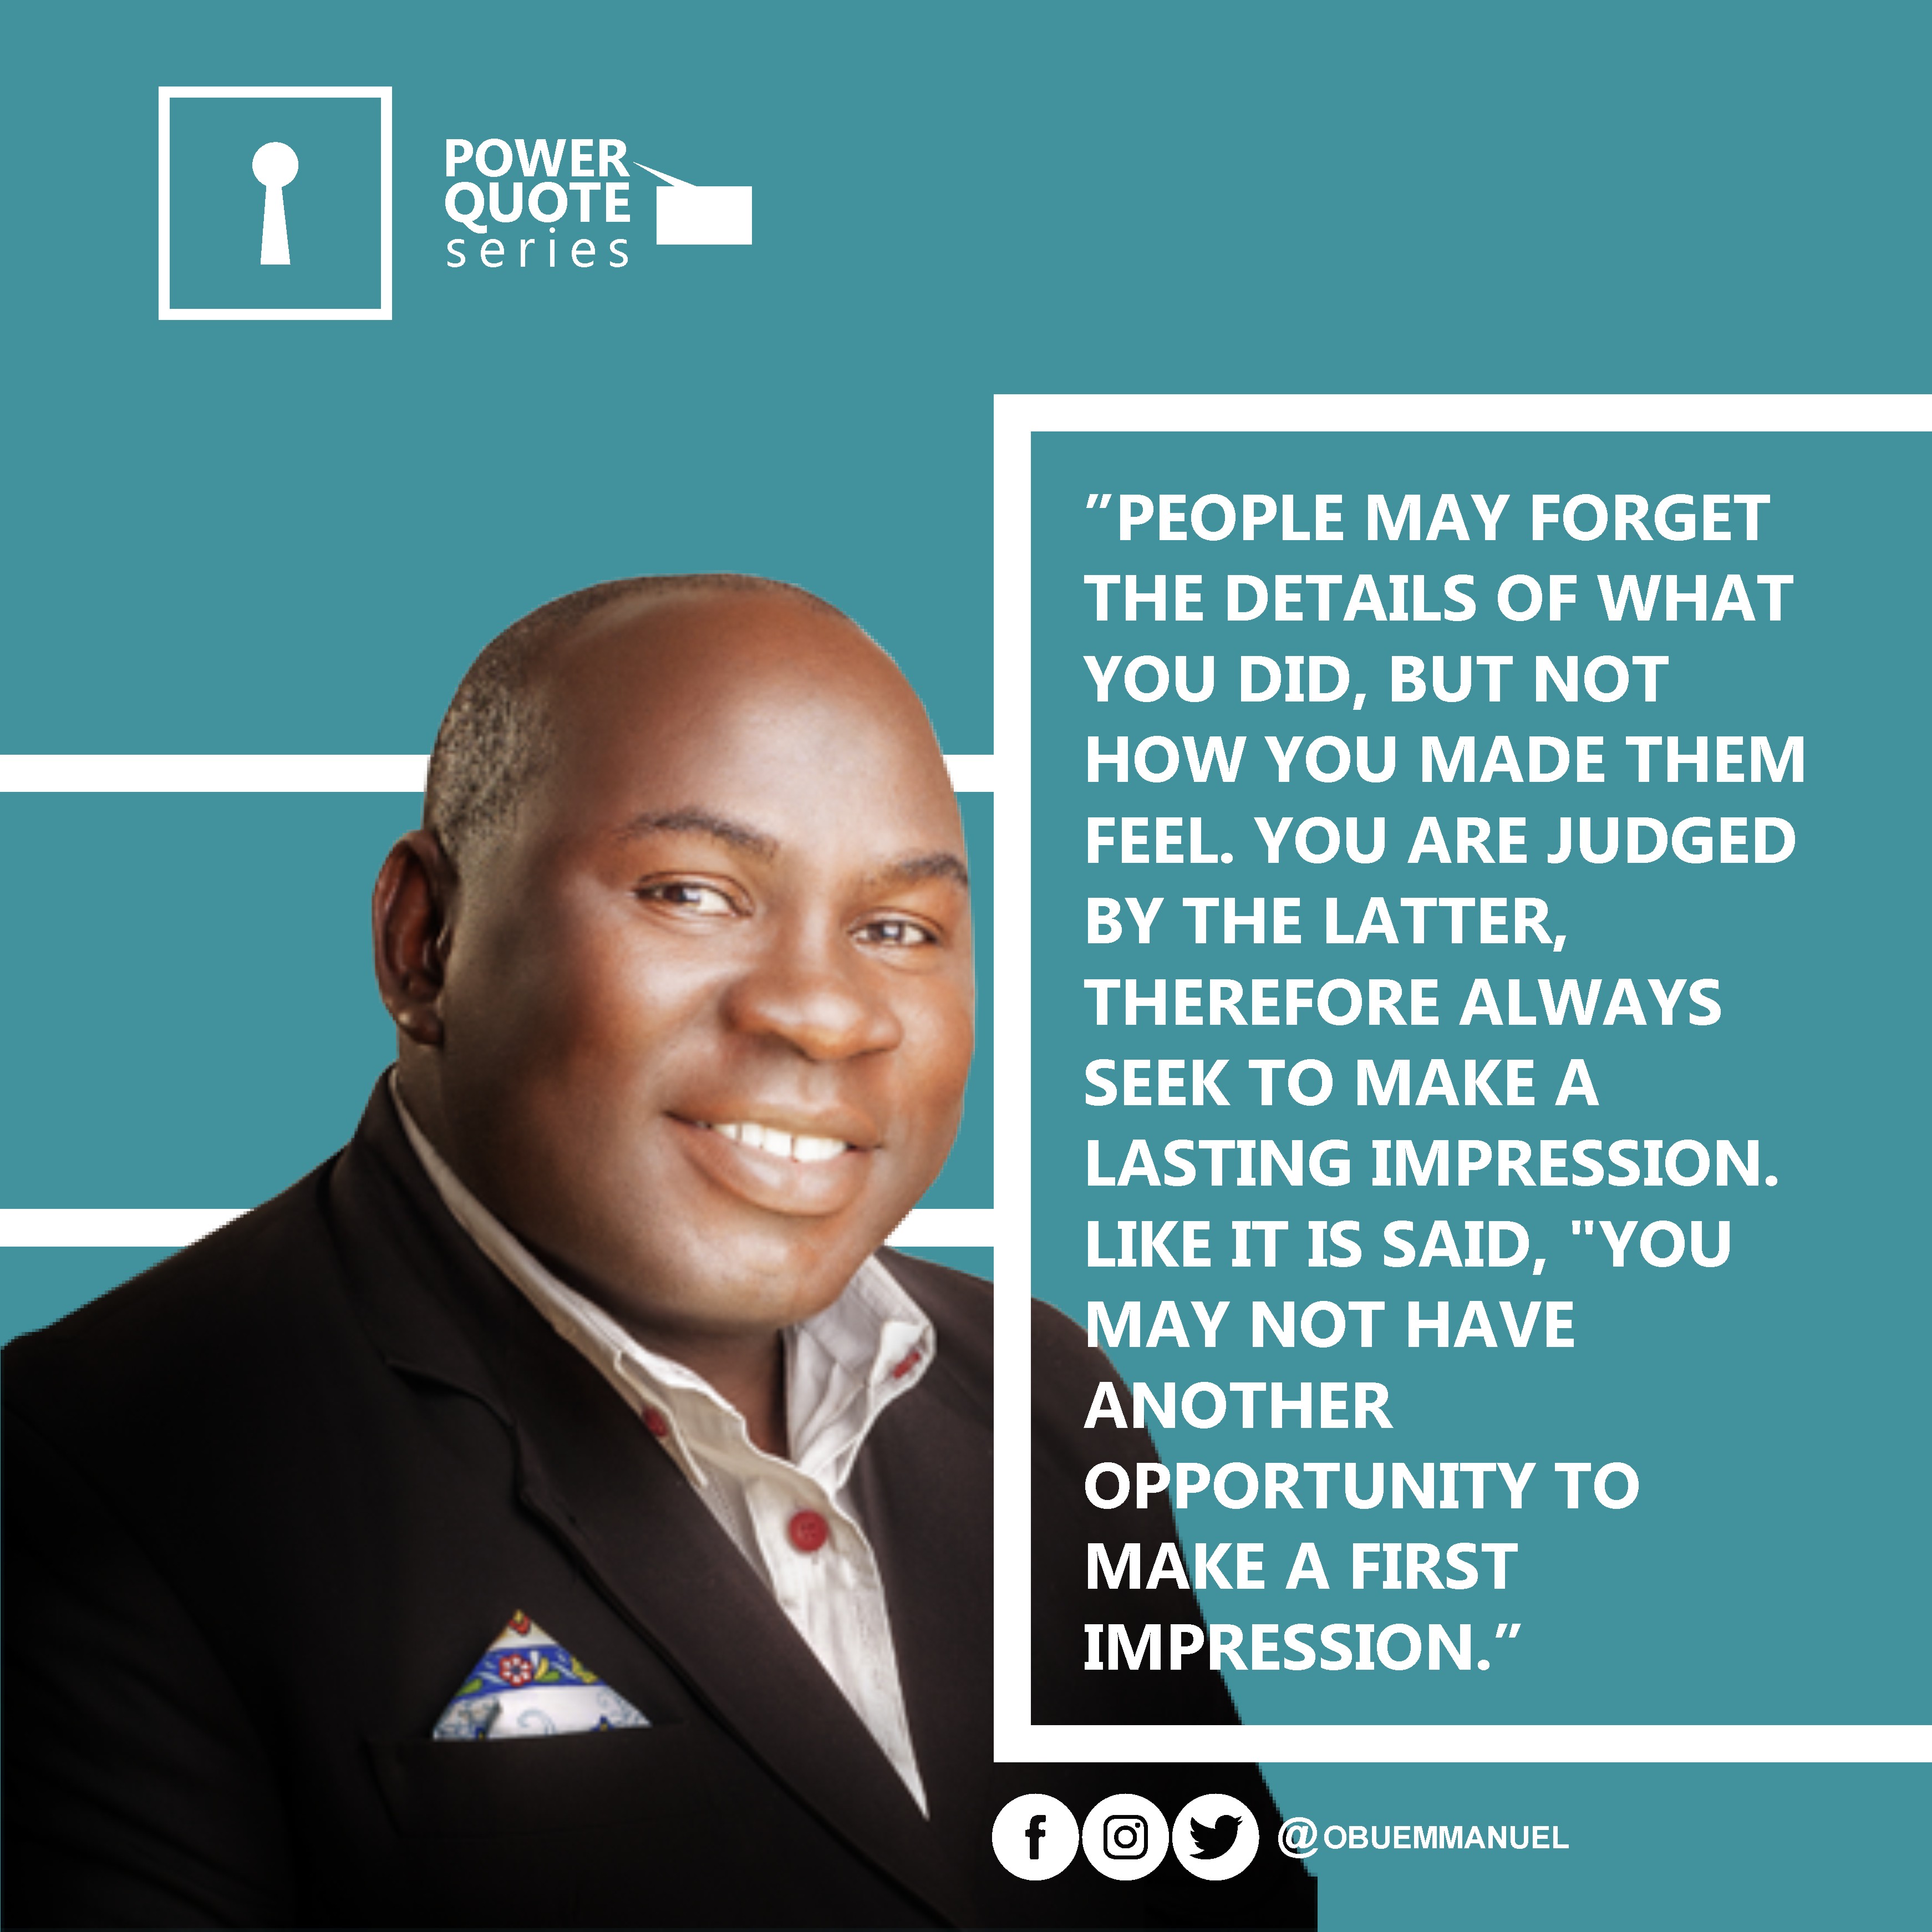 POWER
QUOTE
series
”PEOPLE MAY FORGET
THE DETAILS OF WHAT
YOU DID, BUT NOT
HOW YOU MADE THEM
FEEL. YOU ARE JUDGED
BY THE LATTER,
THEREFORE ALWAYS
SEEK TO MAKE A
LASTING IMPRESSION.
LIKE IT IS SAID, "YOU
MAY NOT HAVE
ANOTHER
OPPORTUNITY TO
MAKE A FIRST
IMPRESSION.”
@OBUEMMANUEL